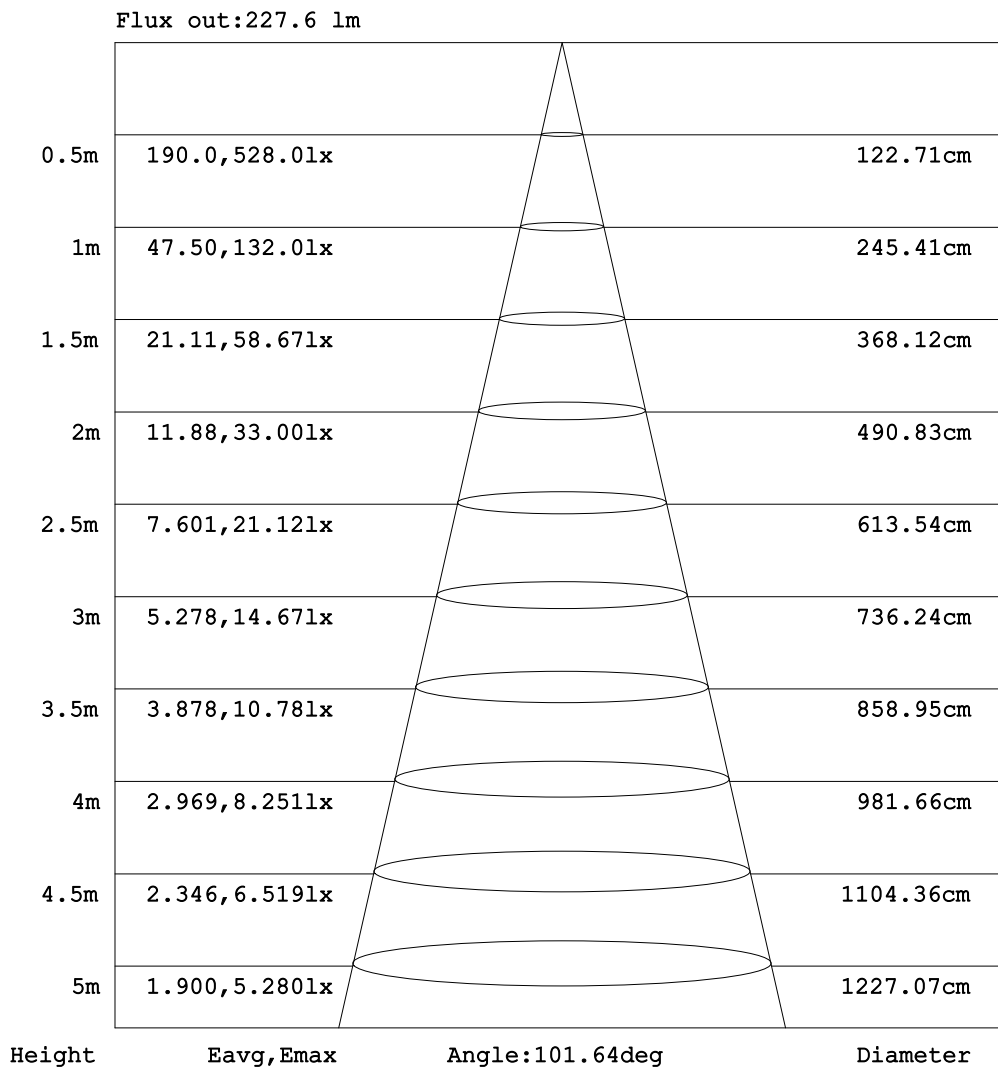 Flux out:227.6 lm
0.5m 190.0,528.0lx 122.71cm
1m 47.50,132.0lx 245.41cm
1.5m 21.11,58.67lx 368.12cm
2m 11.88,33.00lx 490.83cm
2.5m 7.601,21.12lx 613.54cm
3m 5.278,14.67lx 736.24cm
3.5m 3.878,10.78lx 858.95cm
4m 2.969,8.251lx 981.66cm
4.5m 2.346,6.519lx 1104.36cm
5m 1.900,5.280lx 1227.07cm
Height Eavg,Emax Angle:101.64deg Diameter